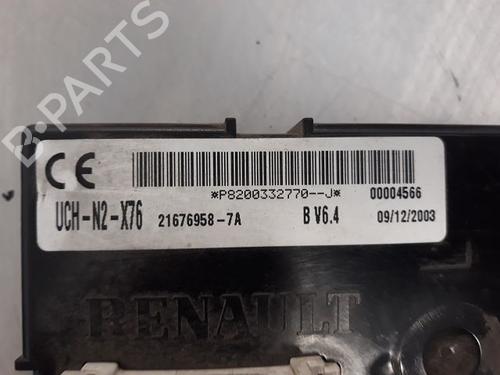 B-PARTS
CE
*P8200332770--J* 00004566
UCH-N2-X76 21676958-7A B V6.4 09/12/2003
RENAULT